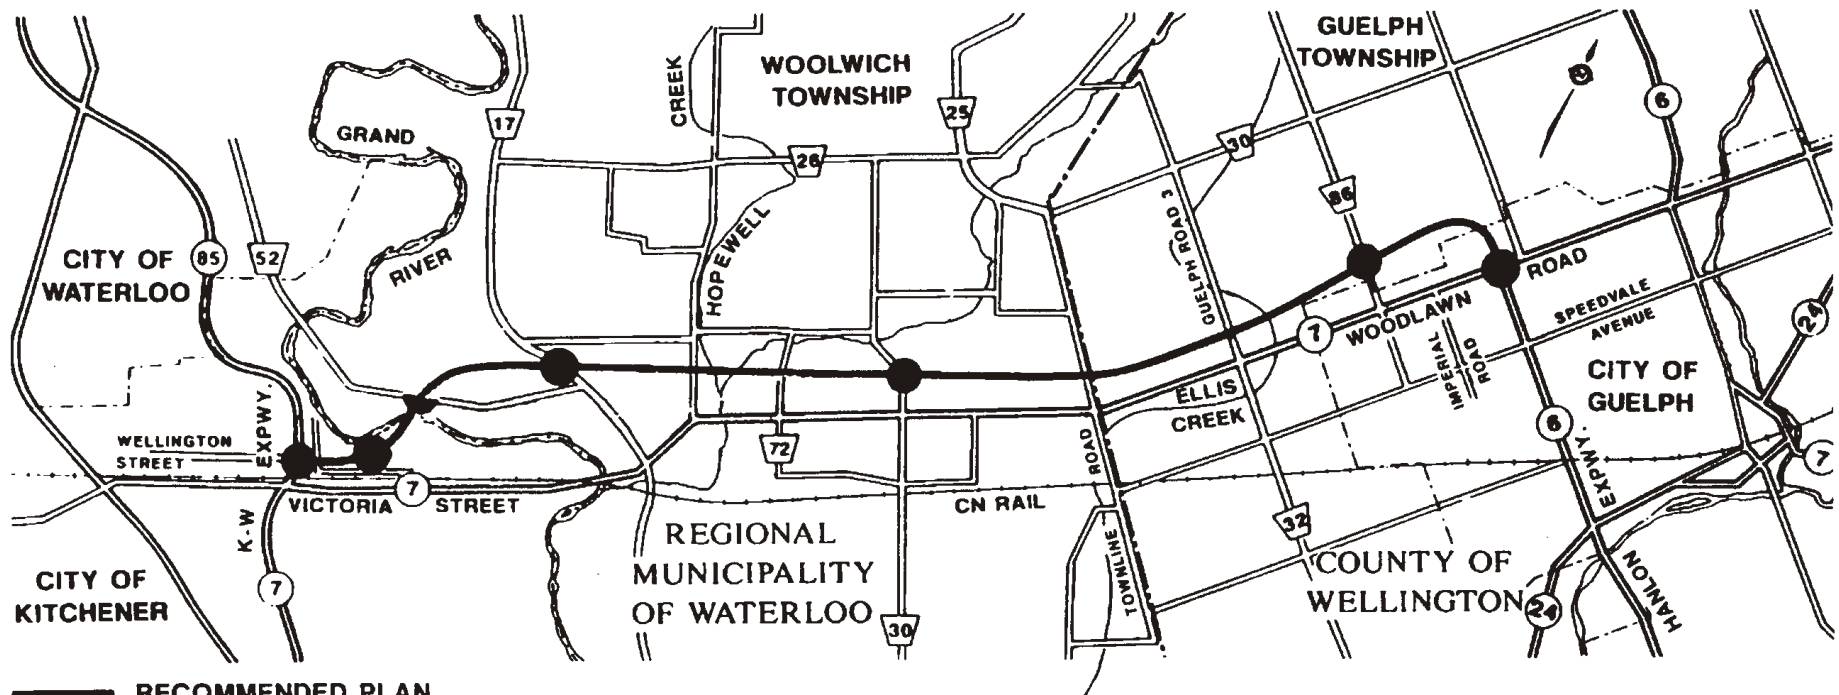 GUELPH
TOWNSHIP
WOOLWICH
TOWNSHIP
CREEK
6
25
17
GRAND
30
26
86
GUELPH ROAD 3
HOPEWELL
CITY OF
WATERLOO
85
52
RIVER
ROAD
7
WOODLAWN
SPEEDVALE
AVENUE
24
IMPERIAL
ROAD
CITY OF
GUELPH
ELLIS
CREEK
EXPWY.
WELLINGTON
STREET
72
ROAD
6
7
EXPWY.
VICTORIA
7
STREET
CN RAIL
K-W
REGIONAL
MUNICIPALITY
OF WATERLOO
32
TOWNLINE
COUNTY OF
WELLINGTON
24
HANLON
CITY OF
KITCHENER
7
30
RECOMMENDED PLAN